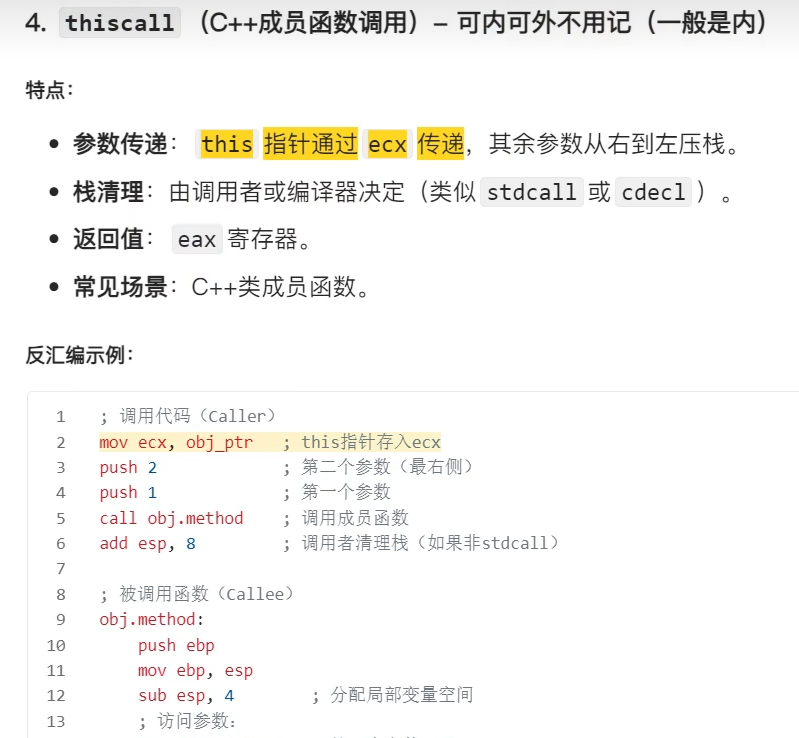 4. thiscall（C++成员函数调用）– 可内可外不用记（一般是内）
特点：
• 参数传递： this 指针通过 ecx 传递，其余参数从右到左压栈。
• 栈清理：由调用者或编译器决定（类似 stdcall 或 cdecl ）。
• 返回值： eax 寄存器。
• 常见场景：C++类成员函数。
反汇编示例：
1 ; 调用代码（Caller）
2 mov ecx, obj_ptr ; this指针存入ecx
3 push 2 ; 第二个参数（最右侧）
4 push 1 ; 第一个参数
5 call obj.method ; 调用成员函数
6 add esp, 8 ; 调用者清理栈（如果非stdcall）
7
8 ; 被调用函数（Callee）
9 obj.method:
10 push ebp
11 mov ebp, esp
12 sub esp, 4 ; 分配局部变量空间
13 ; 访问参数：